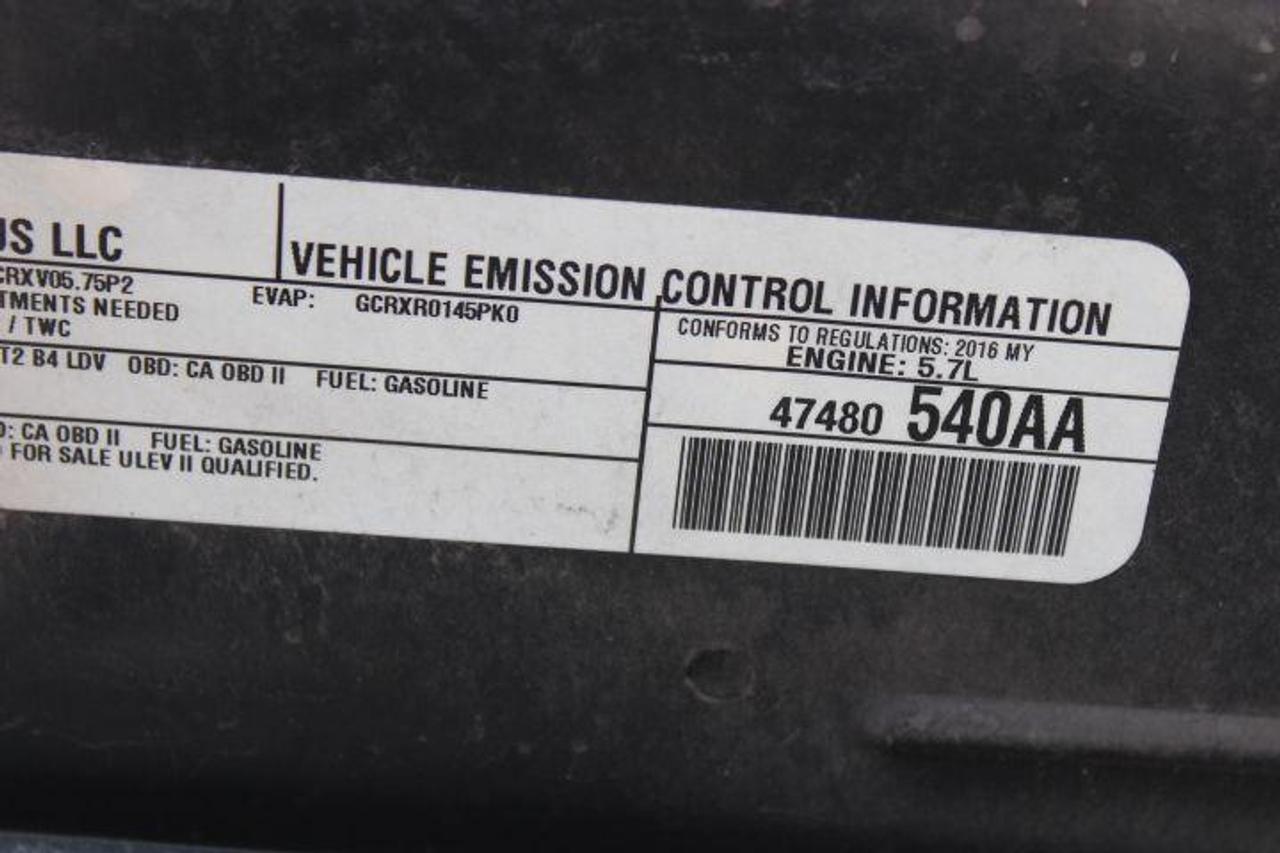 US LLC
VEHICLE EMISSION CONTROL INFORMATION
CRXV05.75P2
EVAP: GCRXR0145PK0
TMENTS NEEDED
/ TWC
CONFORMS TO REGULATIONS: 2016 MY
ENGINE: 5.7L
T2 B4 LDV OBD: CA OBD II FUEL: GASOLINE
47480 540AA
D: CA OBD II FUEL: GASOLINE
FOR SALE ULEV II QUALIFIED.